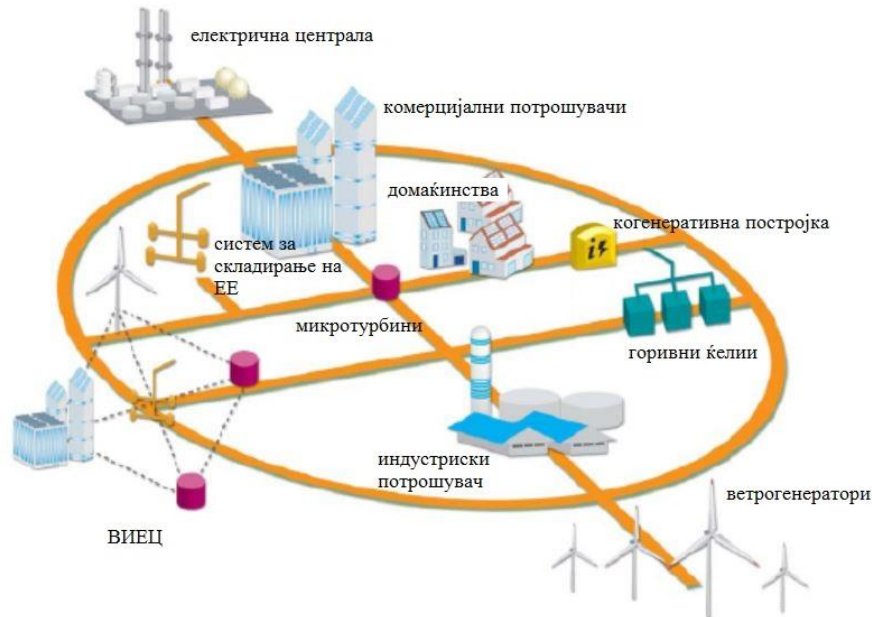 електрична централа
комерцијални потрошувачи
домаќинства
когенеративна постројка
систем за
складирање на
ЕЕ
микротурбини
горивни ќелии
индустриски
потрошувач
ветрогенератори
ВИЕЦ